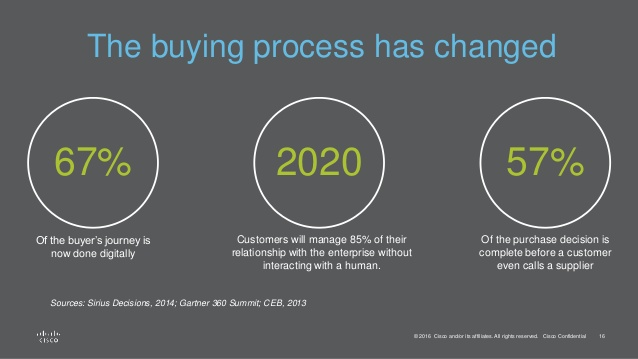 The buying process has changed
67%
2020
57%
Of the buyer's journey is
now done digitally
Customers will manage 85% of their
relationship with the enterprise without
interacting with a human.
Of the purchase decision is
complete before a customer
even calls a supplier
Sources: Sirius Decisions, 2014; Gartner 360 Summit; CEB, 2013
CISCO
© 2016 Cisco and/or its affiliates. All rights reserved. Cisco Confidential 16